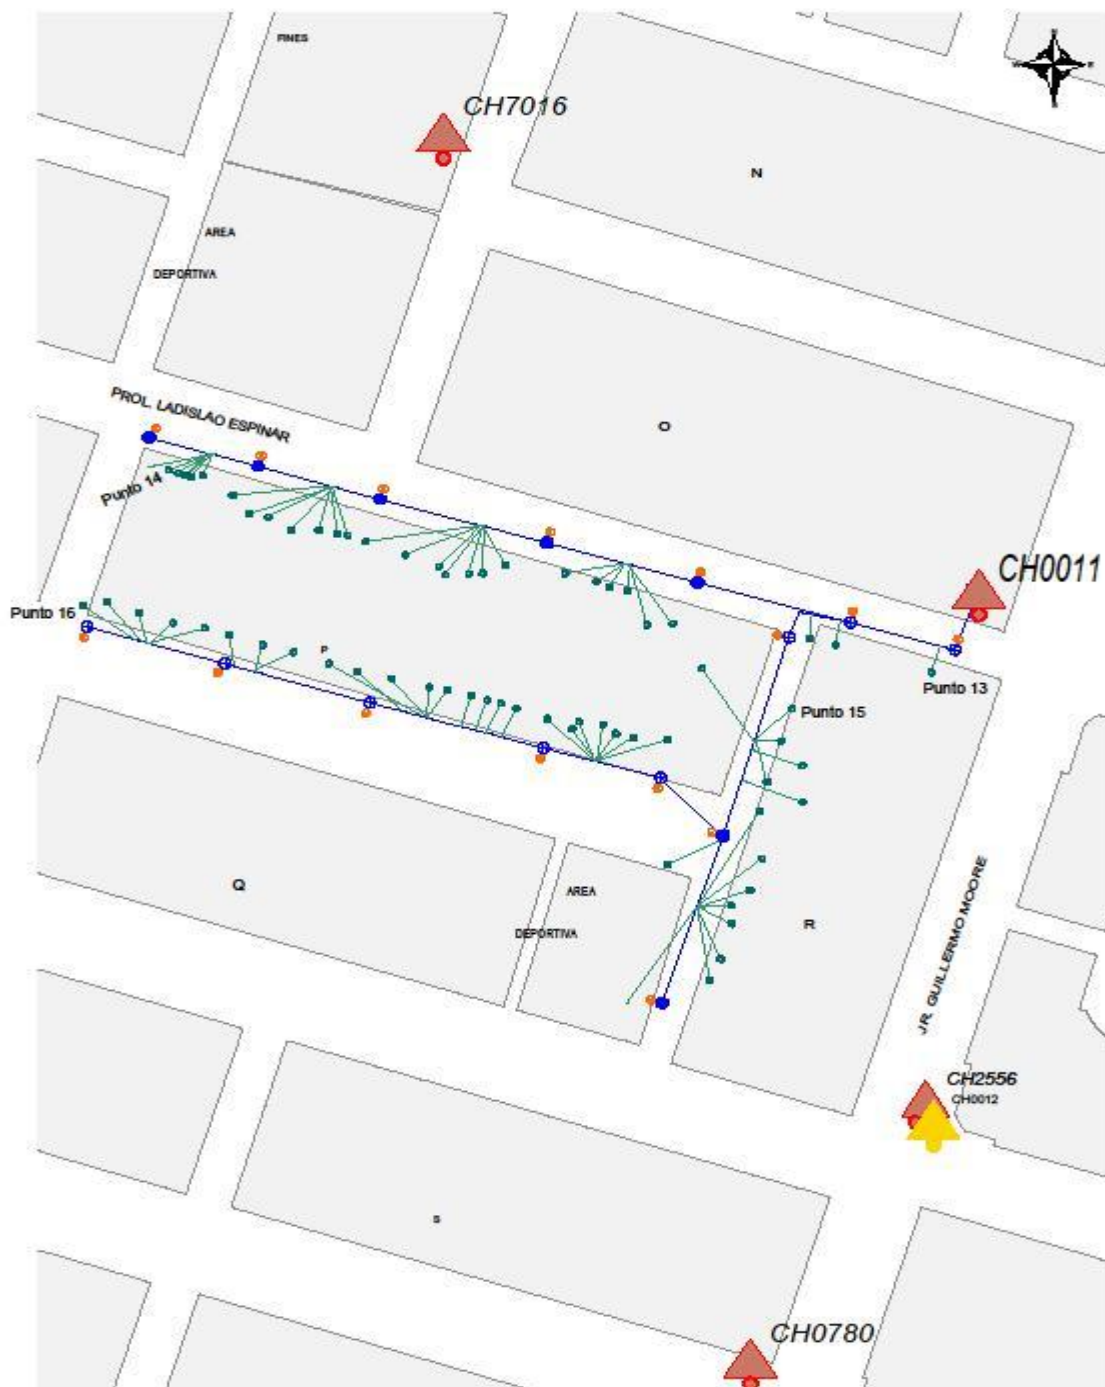 FINES
CH7016
N
AREA
DEPORTIVA
PROL. LADISLAO ESPINAR
O
Punto 14
CH0011
Punto 16
P
Punto 13
Punto 15
Q
AREA
DEPORTIVA
R
JR. GUILLERMO MOORE
CH2556
CH0012
S
CH0780